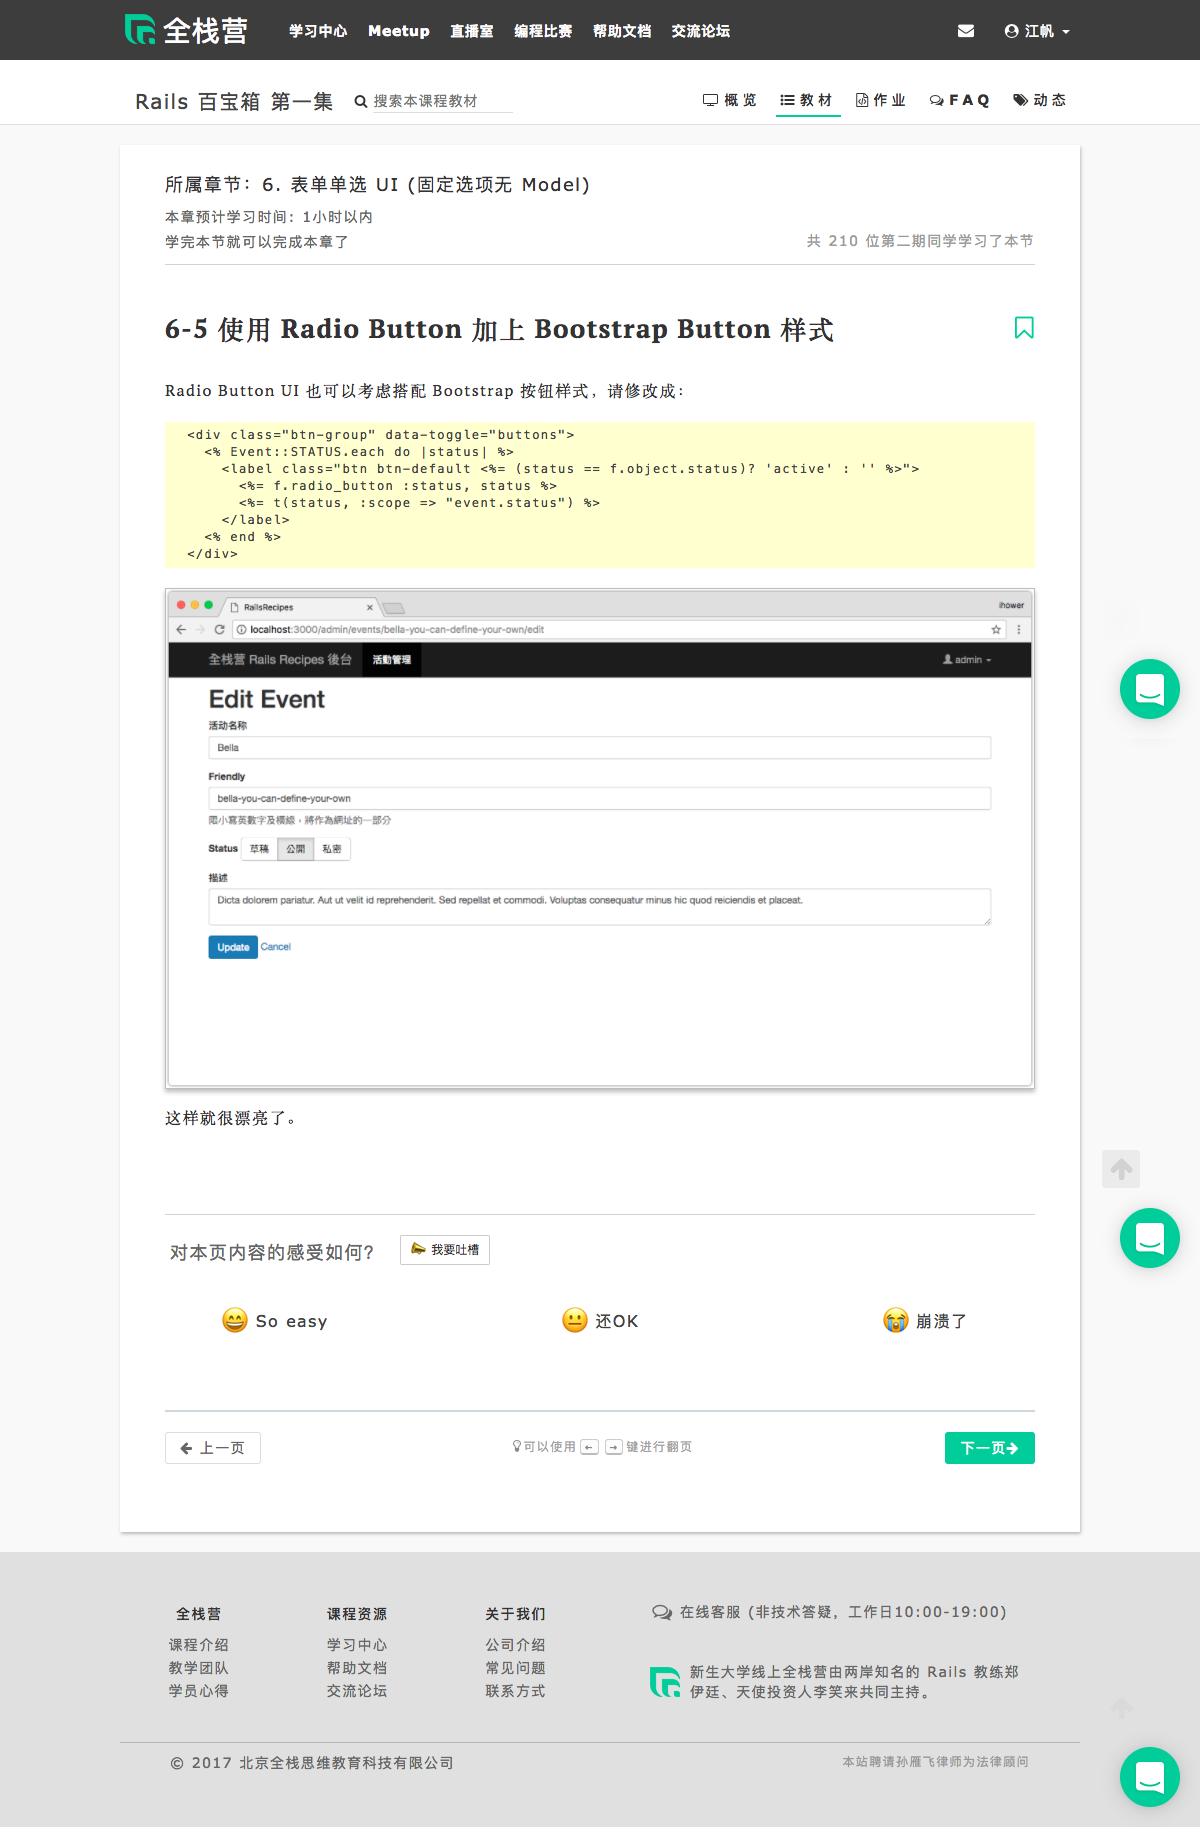 全栈营 学习中心 Meetup 直播室 编程比赛 帮助文档 交流论坛 江帆
Rails 百宝箱 第一集 搜索本课程教材 概览 教材 作业 FAQ 动态
所属章节：6. 表单单选 UI (固定选项无 Model)
本章预计学习时间：1小时以内
学完本节就可以完成本章了 共 210 位第二期同学学习了本节
6-5 使用 Radio Button 加上 Bootstrap Button 样式
Radio Button UI 也可以考虑搭配 Bootstrap 按钮样式，请修改成：
<div class="btn-group" data-toggle="buttons">
  <% Event::STATUS.each do |status| %>
    <label class="btn btn-default <%= (status == f.object.status)? 'active' : '' %>">
      <%= f.radio_button :status, status %>
      <%= t(status, :scope => "event.status") %>
    </label>
  <% end %>
</div>
RailsRecipes ihower
localhost:3000/admin/events/bella-you-can-define-your-own/edit
全栈营 Rails Recipes 後台 活動管理 admin
Edit Event
活动名称
Bella
Friendly
bella-you-can-define-your-own
限小寫英數字及橫線，將作為網址的一部分
Status 草稿 公開 私密
描述
Dicta dolorem pariatur. Aut ut velit id reprehenderit. Sed repellat et commodi. Voluptas consequatur minus hic quod reiciendis et placeat.
Update Cancel
这样就很漂亮了。
对本页内容的感受如何? 我要吐槽
So easy 还OK 崩溃了
上一页 可以使用 ← → 键进行翻页 下一页
全栈营 课程资源 关于我们 在线客服 (非技术答疑，工作日10:00-19:00)
课程介绍 学习中心 公司介绍
教学团队 帮助文档 常见问题 新生大学线上全栈营由两岸知名的 Rails 教练郑
学员心得 交流论坛 联系方式 伊廷、天使投资人李笑来共同主持。
© 2017 北京全栈思维教育科技有限公司 本站聘请孙雁飞律师为法律顾问